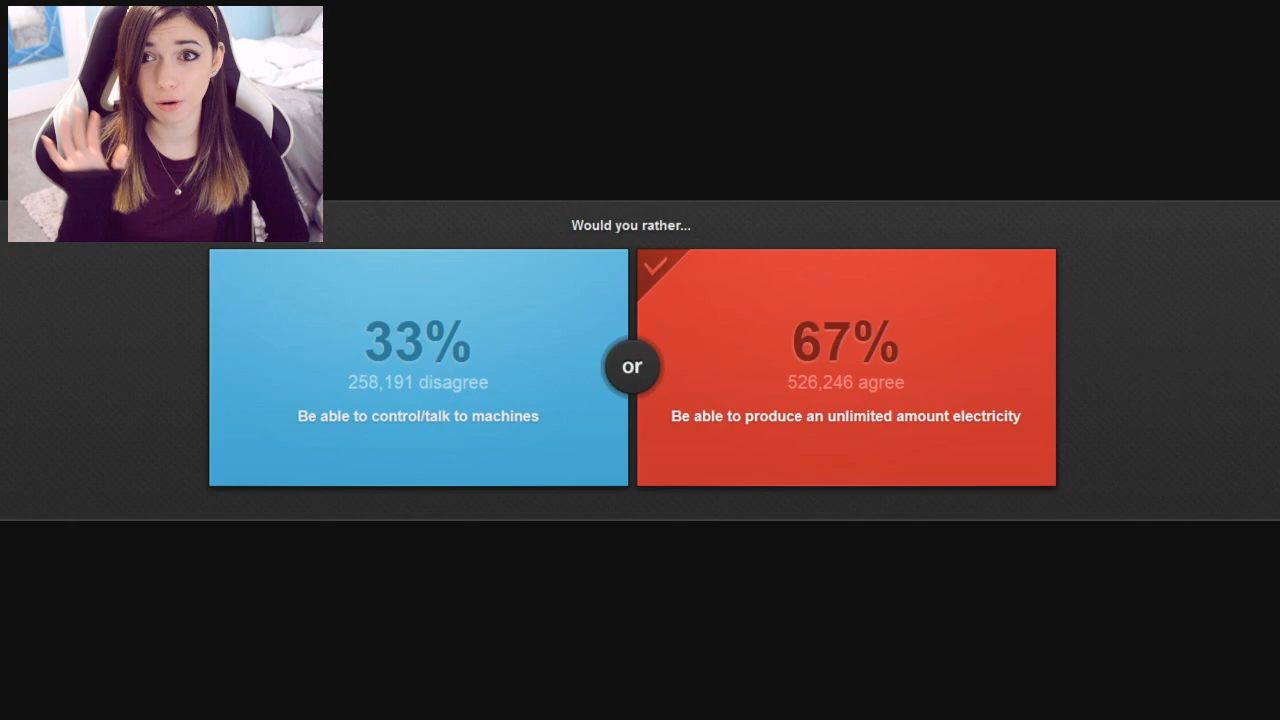 Would you rather...
33%
258,191 disagree
Be able to control/talk to machines
or
67%
526,246 agree
Be able to produce an unlimited amount electricity